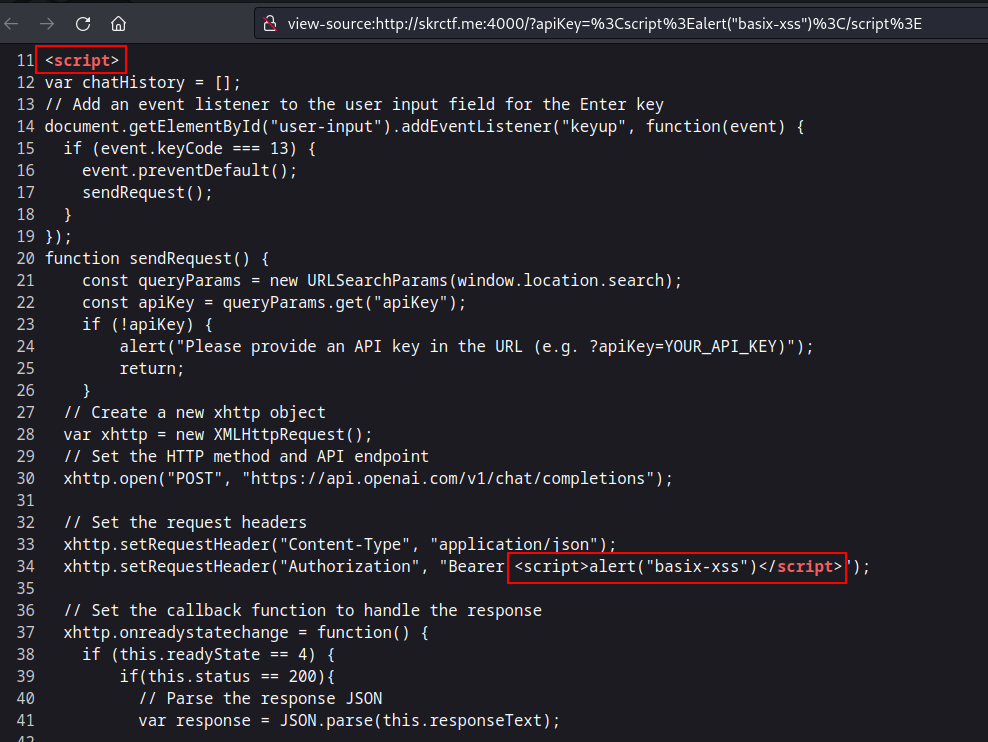 view-source:http://skrctf.me:4000/?apiKey=%3Cscript%3Ealert("basix-xss")%3C/script%3E
11 <script>
12 var chatHistory = [];
13 // Add an event listener to the user input field for the Enter key
14 document.getElementById("user-input").addEventListener("keyup", function(event) {
15   if (event.keyCode === 13) {
16     event.preventDefault();
17     sendRequest();
18   }
19 });
20 function sendRequest() {
21     const queryParams = new URLSearchParams(window.location.search);
22     const apiKey = queryParams.get("apiKey");
23     if (!apiKey) {
24         alert("Please provide an API key in the URL (e.g. ?apiKey=YOUR_API_KEY)");
25         return;
26     }
27   // Create a new xhttp object
28   var xhttp = new XMLHttpRequest();
29   // Set the HTTP method and API endpoint
30   xhttp.open("POST", "https://api.openai.com/v1/chat/completions");
31
32   // Set the request headers
33   xhttp.setRequestHeader("Content-Type", "application/json");
34   xhttp.setRequestHeader("Authorization", "Bearer <script>alert("basix-xss")</script>");
35
36   // Set the callback function to handle the response
37   xhttp.onreadystatechange = function() {
38     if (this.readyState == 4) {
39         if(this.status == 200){
40           // Parse the response JSON
41           var response = JSON.parse(this.responseText);
42